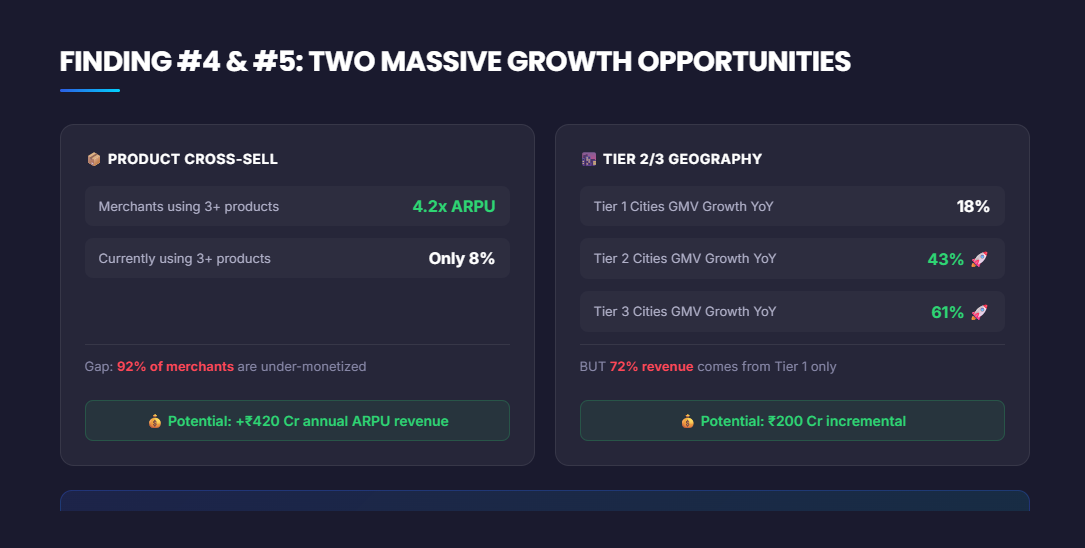 FINDING #4 & #5: TWO MASSIVE GROWTH OPPORTUNITIES
📦 PRODUCT CROSS-SELL
Merchants using 3+ products 4.2x ARPU
Currently using 3+ products Only 8%
Gap: 92% of merchants are under-monetized
💰 Potential: +₹420 Cr annual ARPU revenue
🌆 TIER 2/3 GEOGRAPHY
Tier 1 Cities GMV Growth YoY 18%
Tier 2 Cities GMV Growth YoY 43% 🚀
Tier 3 Cities GMV Growth YoY 61% 🚀
BUT 72% revenue comes from Tier 1 only
💰 Potential: ₹200 Cr incremental